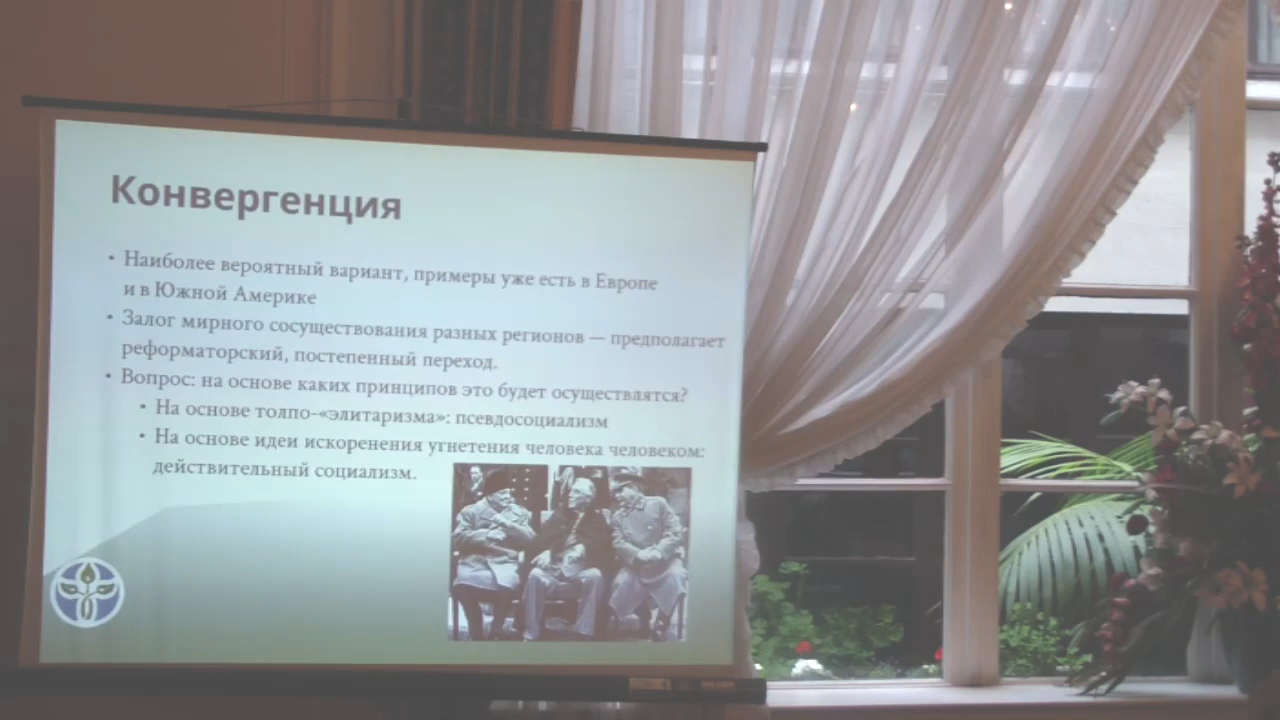 Конвергенция
• Наиболее вероятный вариант, примеры уже есть в Европе
и в Южной Америке
• Залог мирного сосуществования разных регионов — предполагает
реформаторский, постепенный переход.
• Вопрос: на основе каких принципов это будет осуществлятся?
• На основе толпо-«элитаризма»: псевдосоциализм
• На основе идеи искоренения угнетения человека человеком:
действительный социализм.